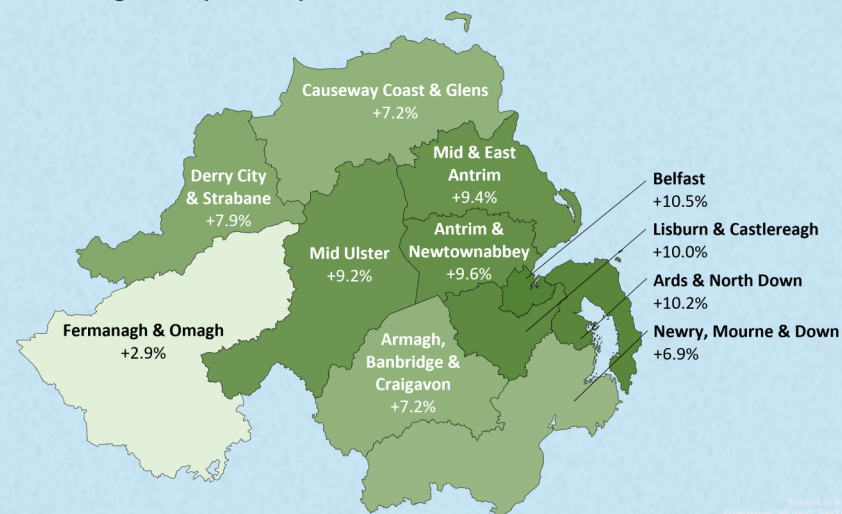 Causeway Coast & Glens
+7.2%
Derry City
& Strabane
+7.9%
Mid & East
Antrim
+9.4%
Antrim &
Newtownabbey
+9.6%
Mid Ulster
+9.2%
Fermanagh & Omagh
+2.9%
Armagh,
Banbridge &
Craigavon
+7.2%
Belfast
+10.5%
Lisburn & Castlereagh
+10.0%
Ards & North Down
+10.2%
Newry, Mourne & Down
+6.9%
Powered by